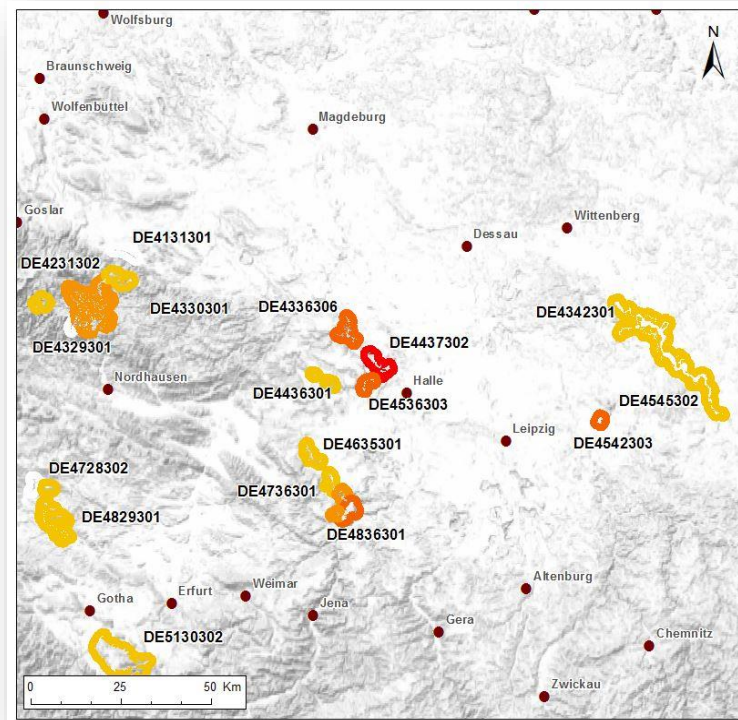 Wolfsburg
N
Braunschweig
Wolfenbüttel
Magdeburg
Goslar
Wittenberg
DE4131301
Dessau
DE4231302
DE4336306
DE4330301
DE4342301
DE4437302
DE4329301
Nordhausen
Halle
DE4436301
DE4536303
DE4545302
Leipzig
DE4635301
DE4542303
DE4728302
DE4736301
DE4829301
DE4836301
Altenburg
Erfurt
Weimar
Gotha
Jena
Gera
DE5130302
Chemnitz
Zwickau
0 25 50 Km